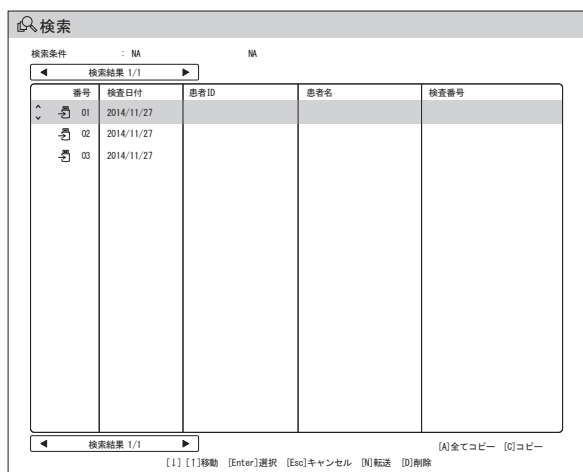 検索
検索条件 : NA NA
検索結果 1/1
番号 検査日付 患者ID 患者名 検査番号
01 2014/11/27
02 2014/11/27
03 2014/11/27
検索結果 1/1
[A]全てコピー [C]コピー
[↓][↑]移動 [Enter]選択 [Esc]キャンセル [N]転送 [D]削除